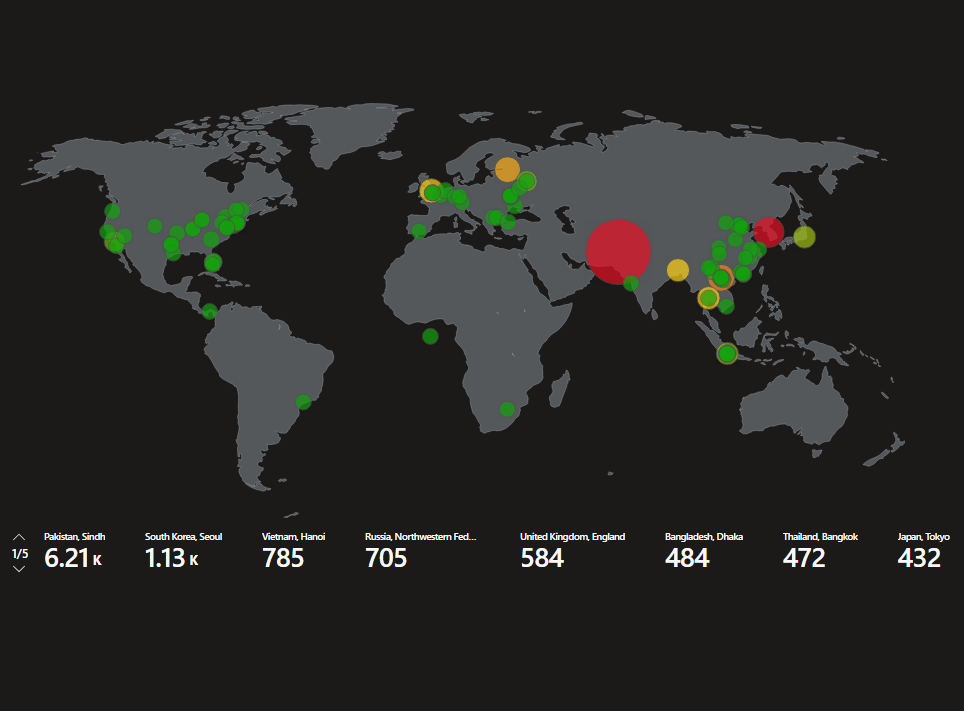 Pakistan, Sindh
South Korea, Seoul
Vietnam, Hanoi
Russia, Northwestern Fed...
United Kingdom, England
Bangladesh, Dhaka
Thailand, Bangkok
Japan, Tokyo
1/5
6.21 K
1.13 K
785
705
584
484
472
432